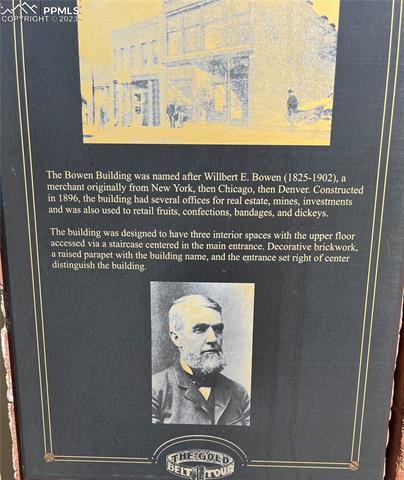 PPMLS
COPYRIGHT © 2023
The Bowen Building was named after Willbert E. Bowen (1825-1902), a
merchant originally from New York, then Chicago, then Denver. Constructed
in 1896, the building had several offices for real estate, mines, investments
and was also used to retail fruits, confections, bandages, and dickeys.
The building was designed to have three interior spaces with the upper floor
accessed via a staircase centered in the main entrance. Decorative brickwork,
a raised parapet with the building name, and the entrance set right of center
distinguish the building.
THE GOLD
BELT TOUR